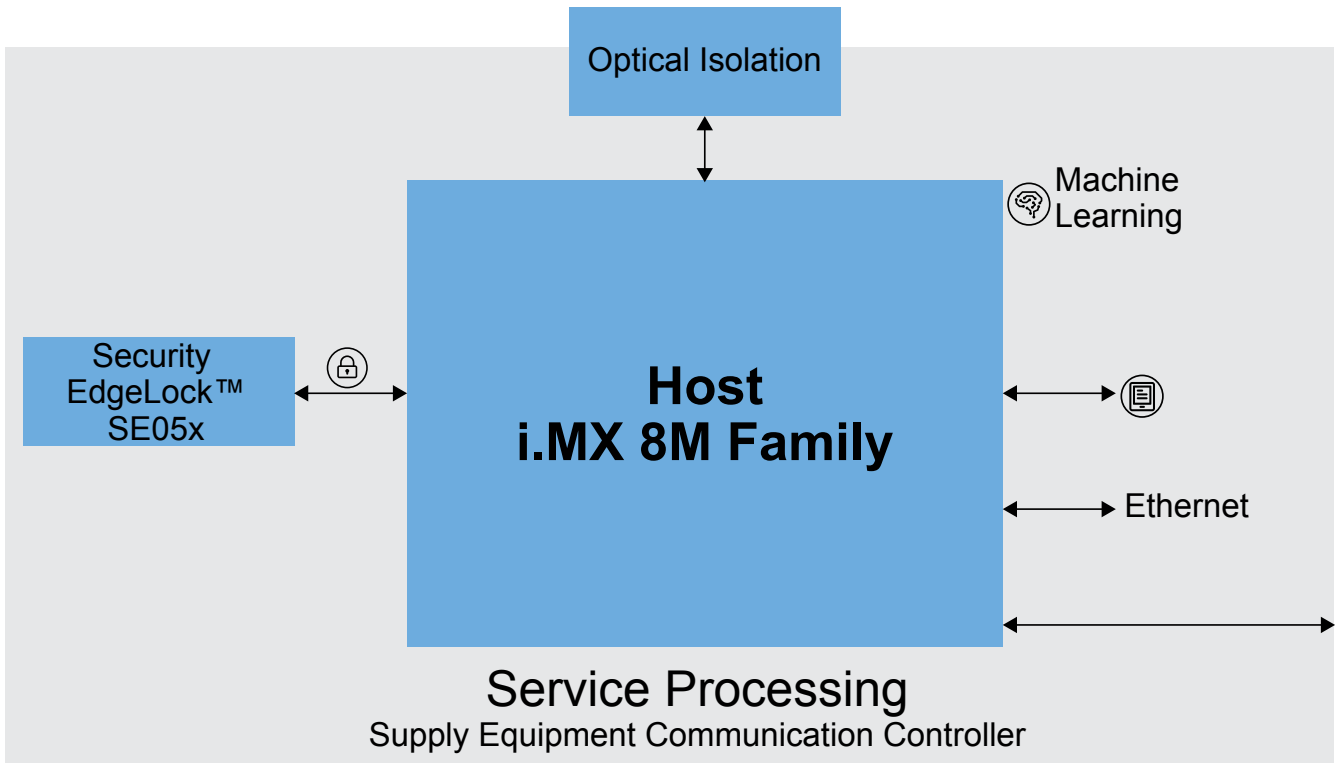 Optical Isolation
Machine
Learning
Security
EdgeLock™
SE05x
Host
i.MX 8M Family
Ethernet
Service Processing
Supply Equipment Communication Controller